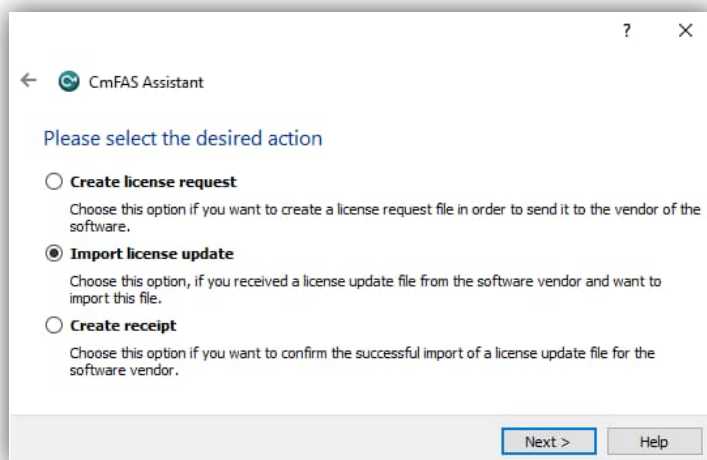 CmFAS Assistant
Please select the desired action
Create license request
Choose this option if you want to create a license request file in order to send it to the vendor of the
software.
Import license update
Choose this option, if you received a license update file from the software vendor and want to
import this file.
Create receipt
Choose this option if you want to confirm the successful import of a license update file for the
software vendor.
Next >
Help